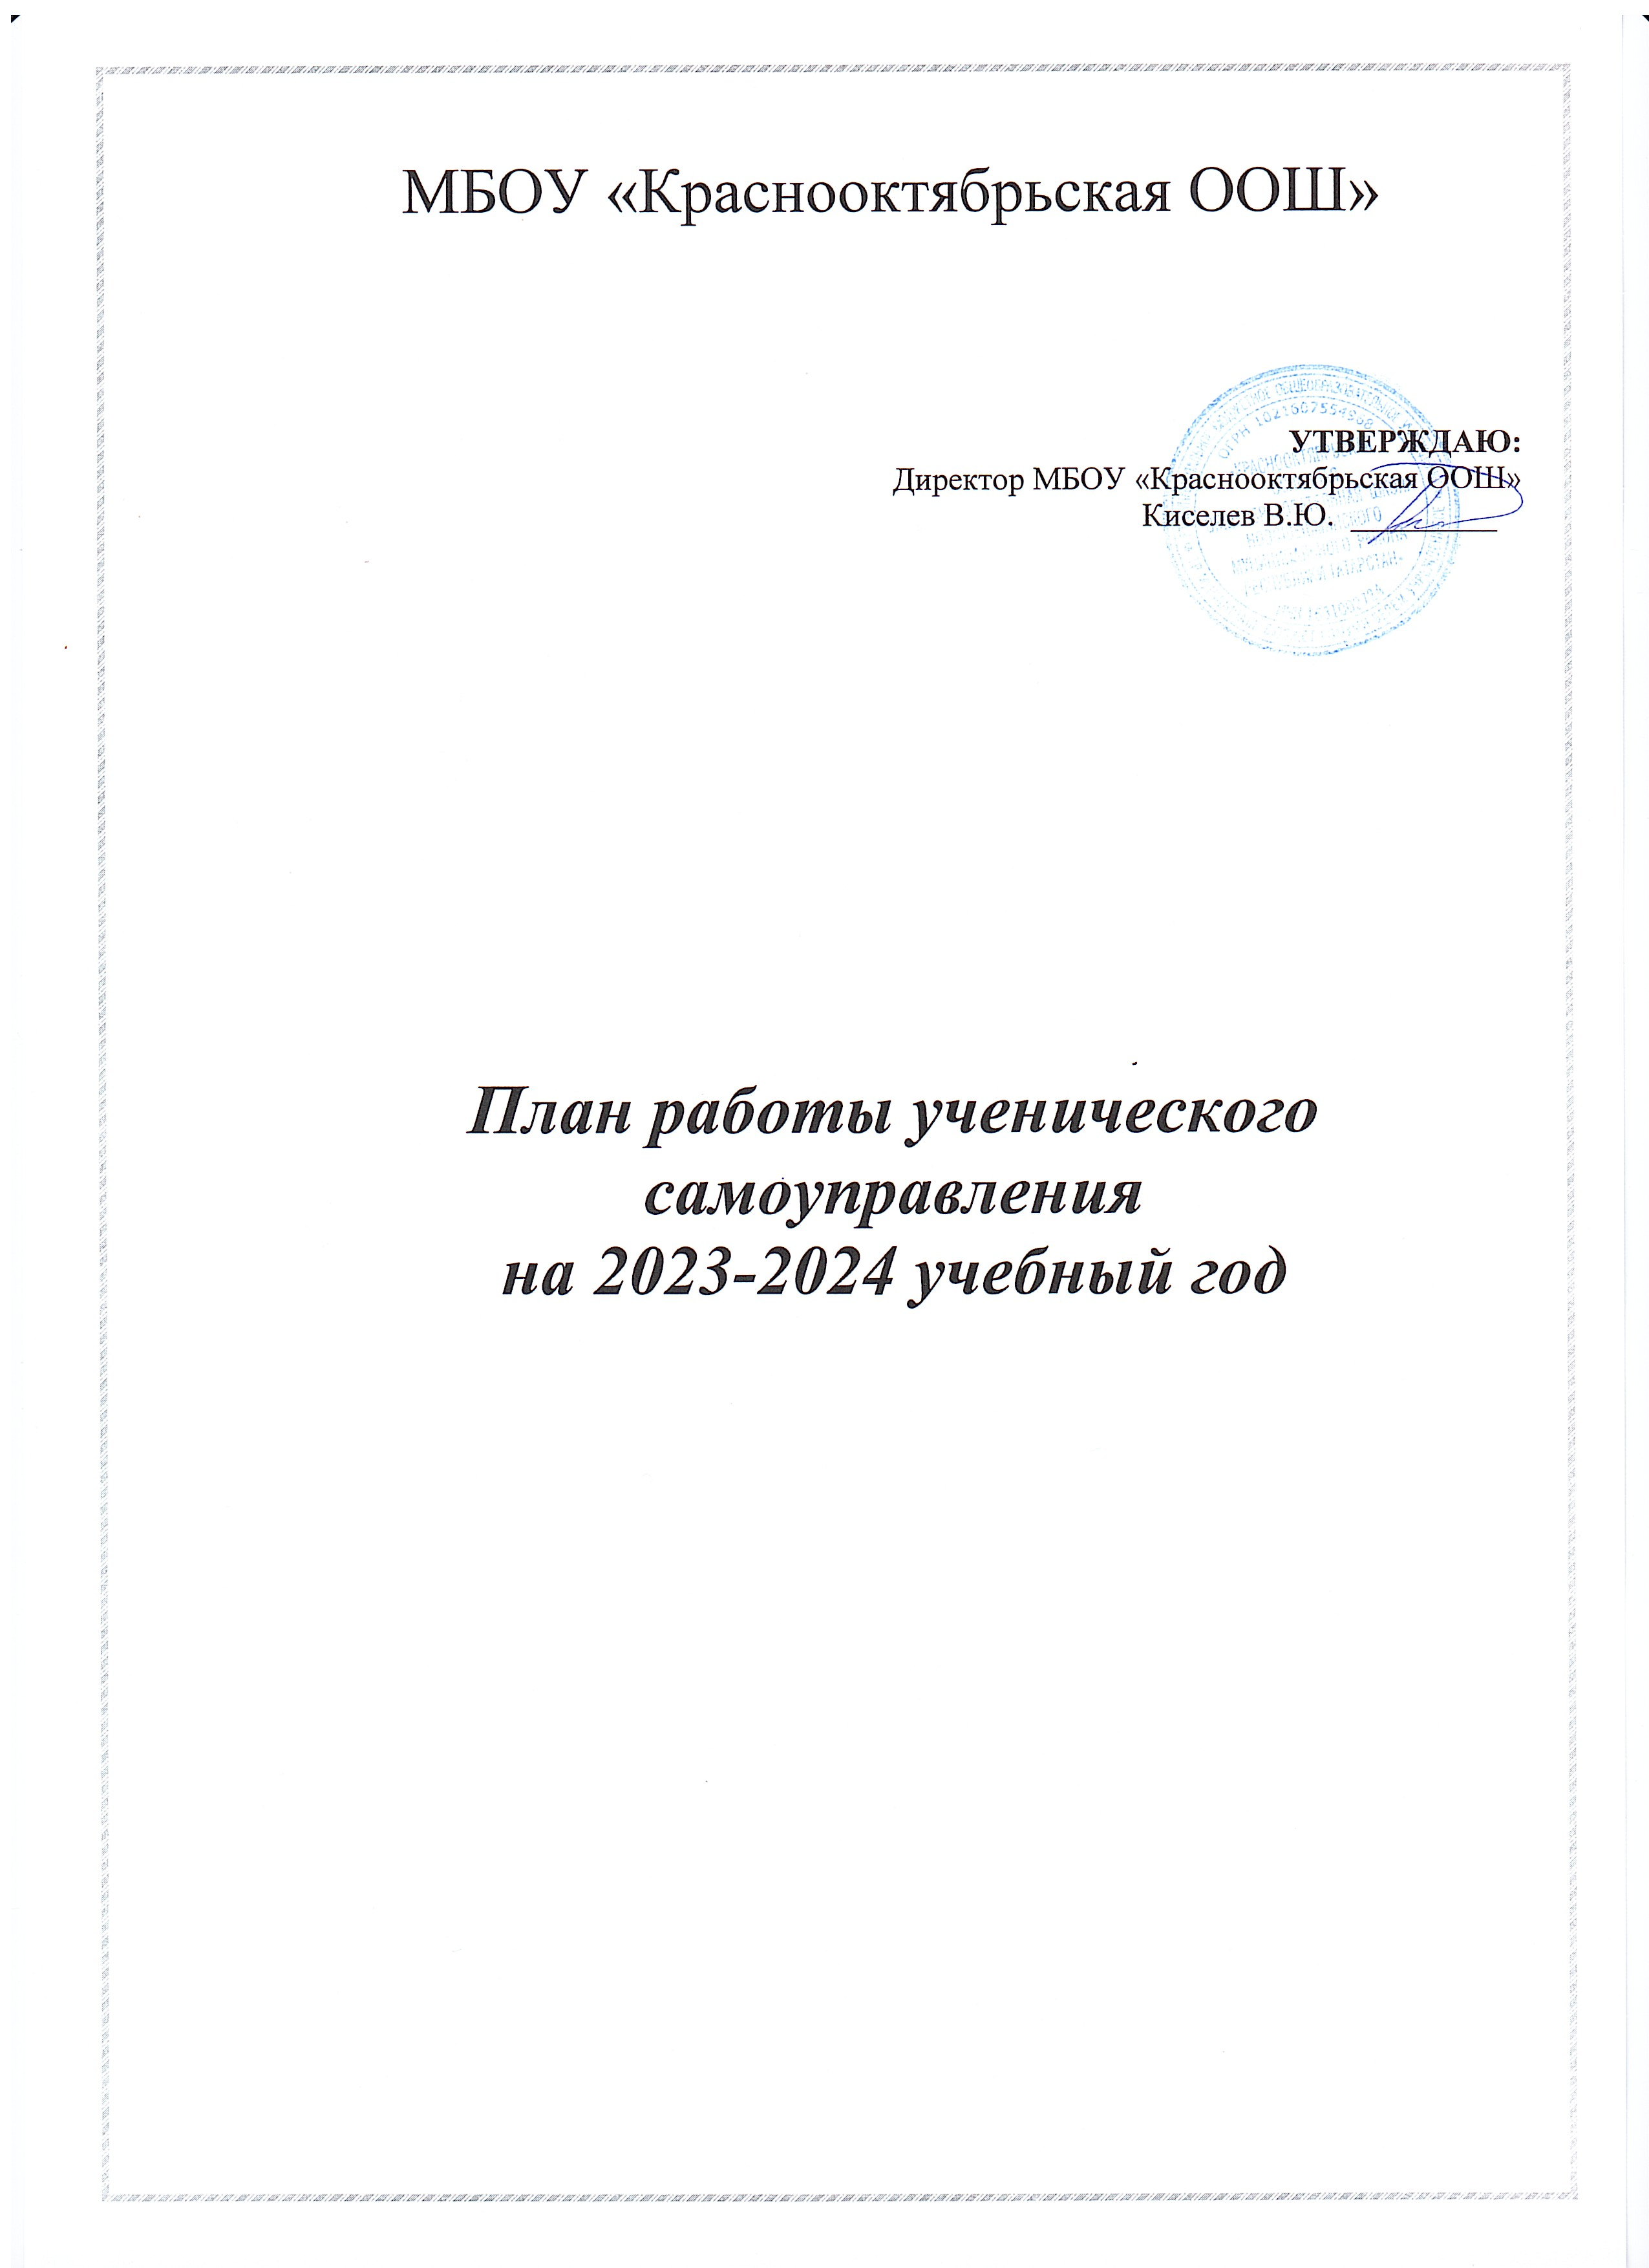 МБОУ «Краснооктябрьская ООШ»
УТВЕРЖДАЮ:
Директор МБОУ «Краснооктябрьская ООШ»
Киселев В.Ю. 
План работы ученического
самоуправления
на 2023-2024 учебный год